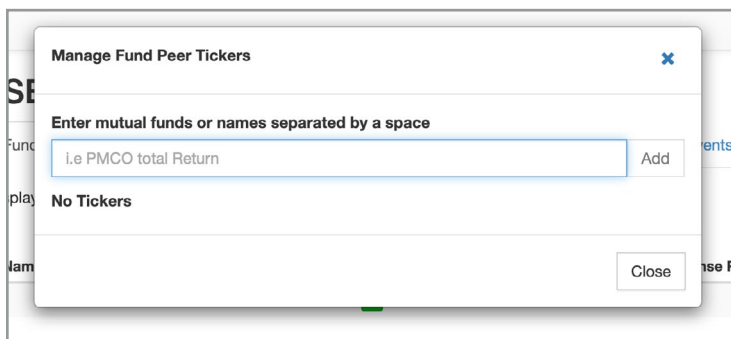 Manage Fund Peer Tickers
Enter mutual funds or names separated by a space
i.e PMCO total Return
Add
No Tickers
Close